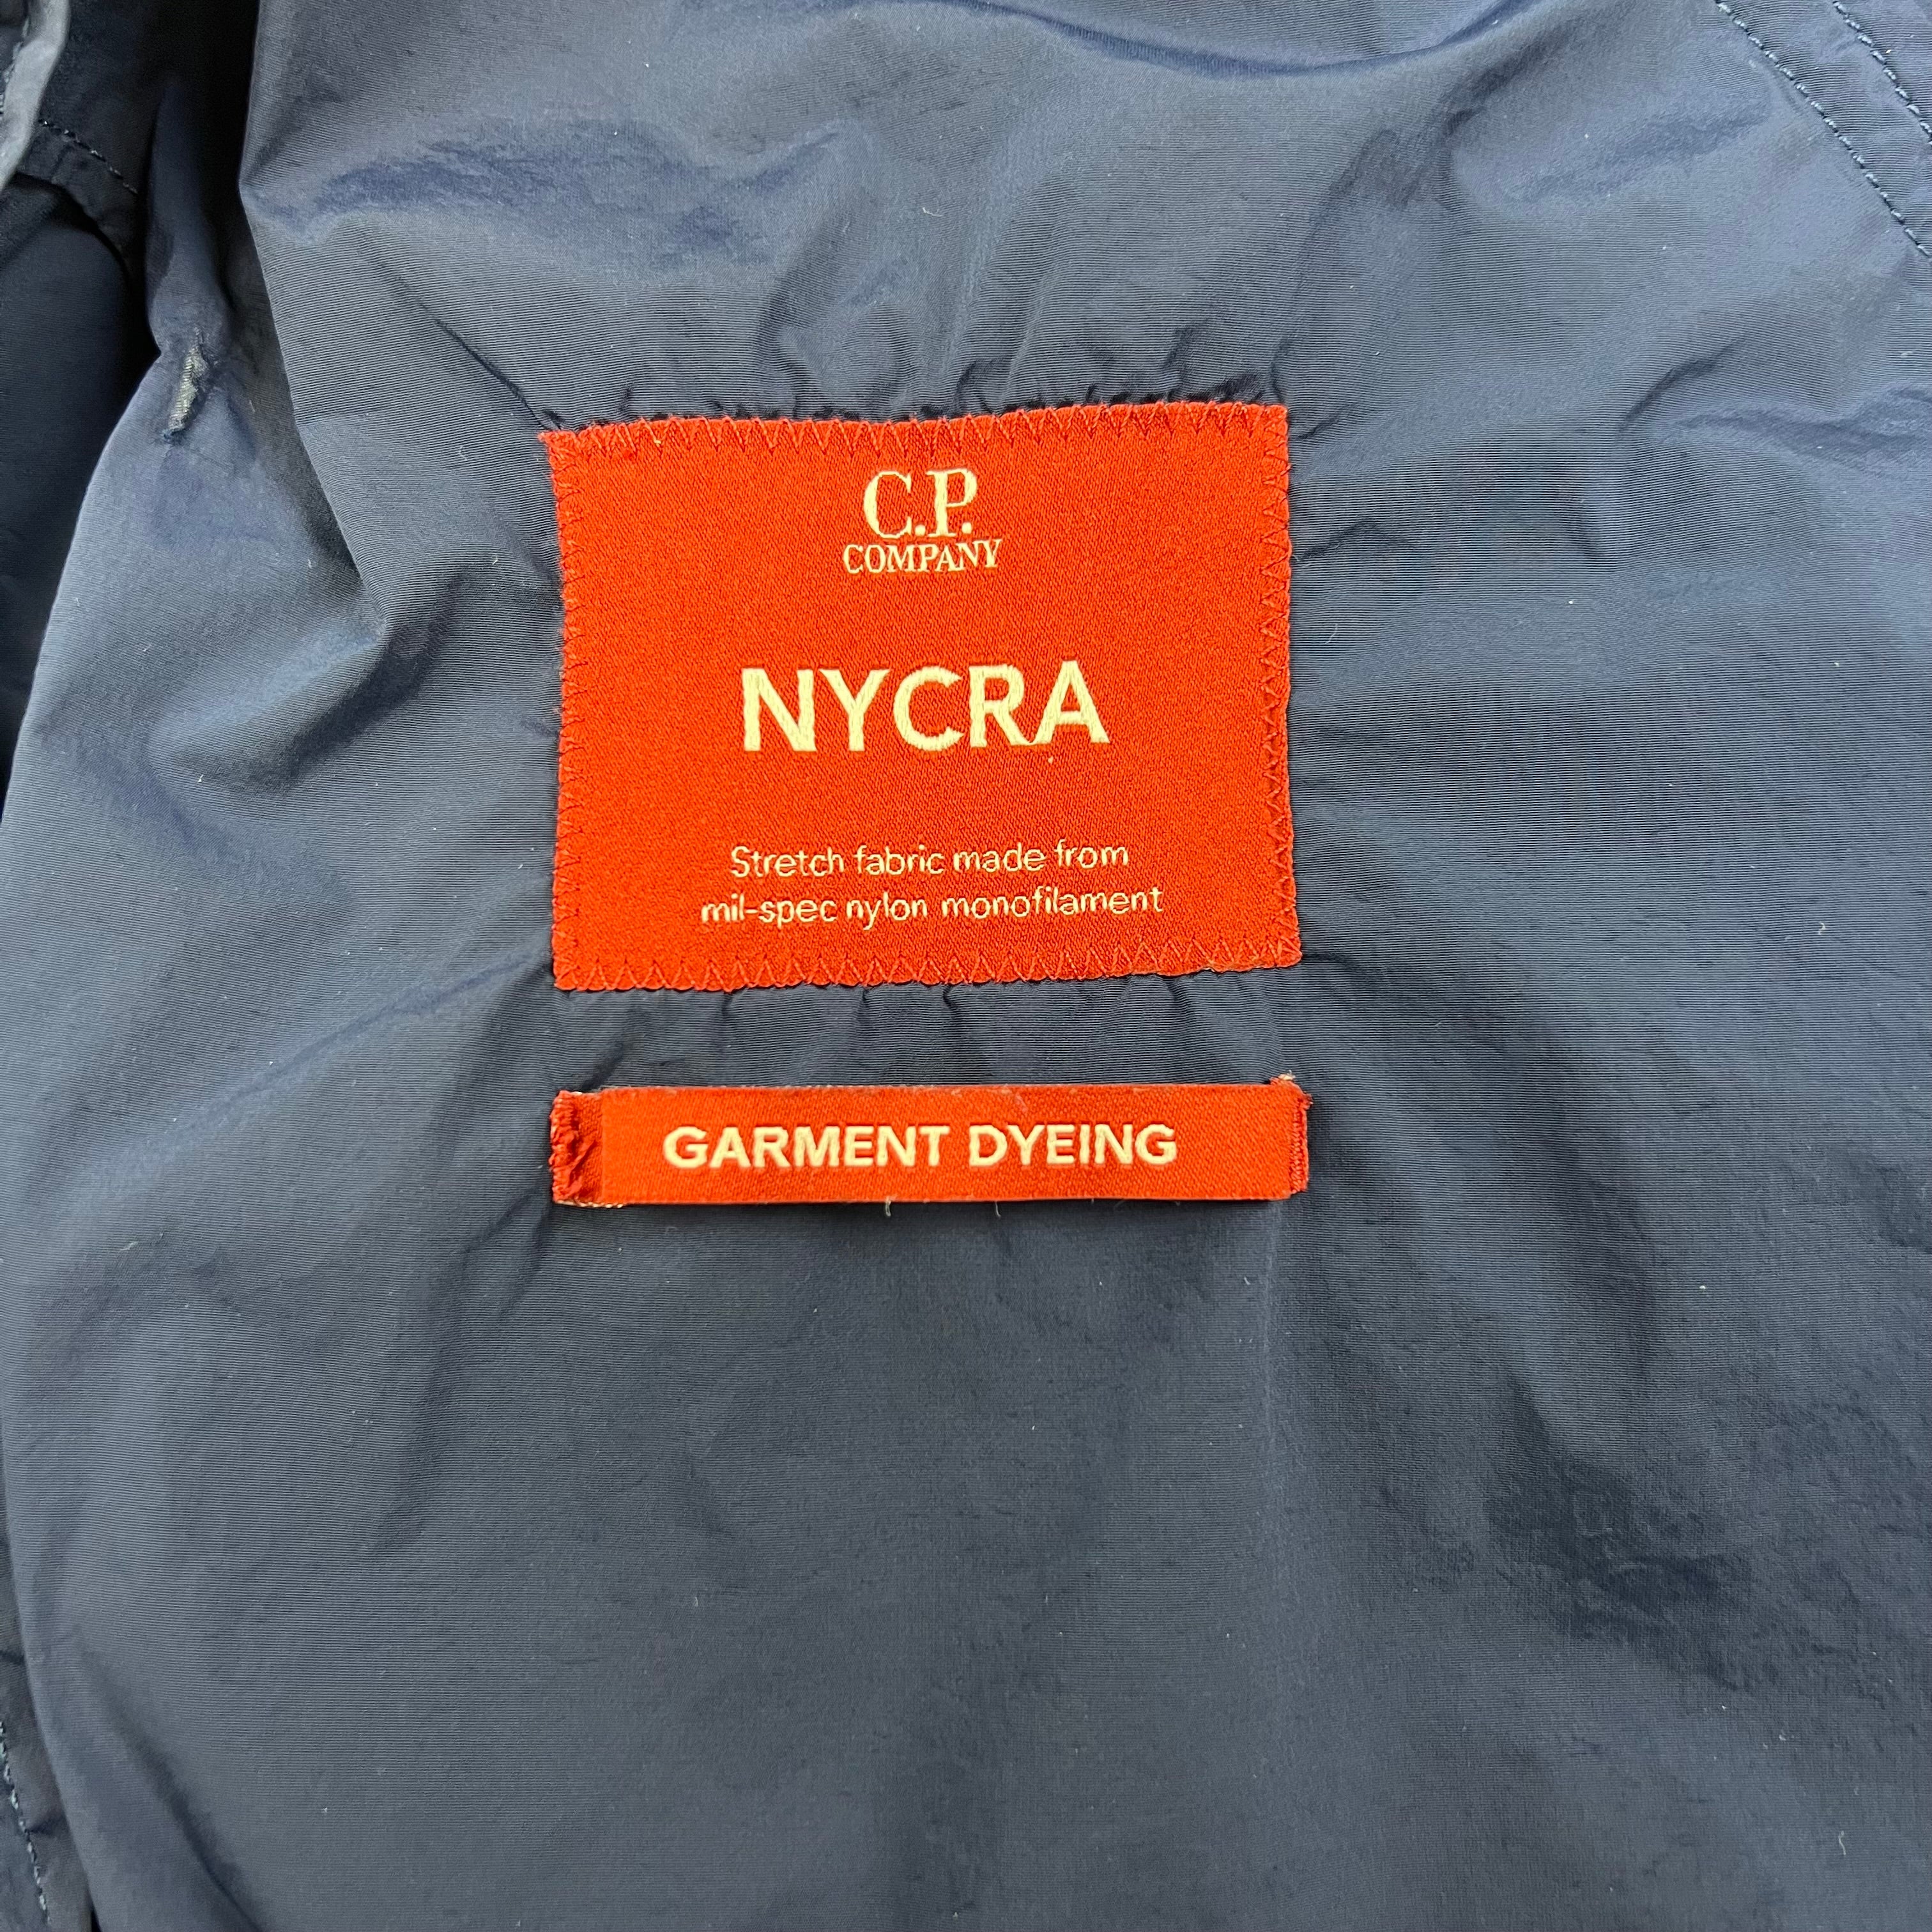 C.P.
COMPANY
NYCRA
Stretch fabric made from
mil-spec nylon monofilament
GARMENT DYEING